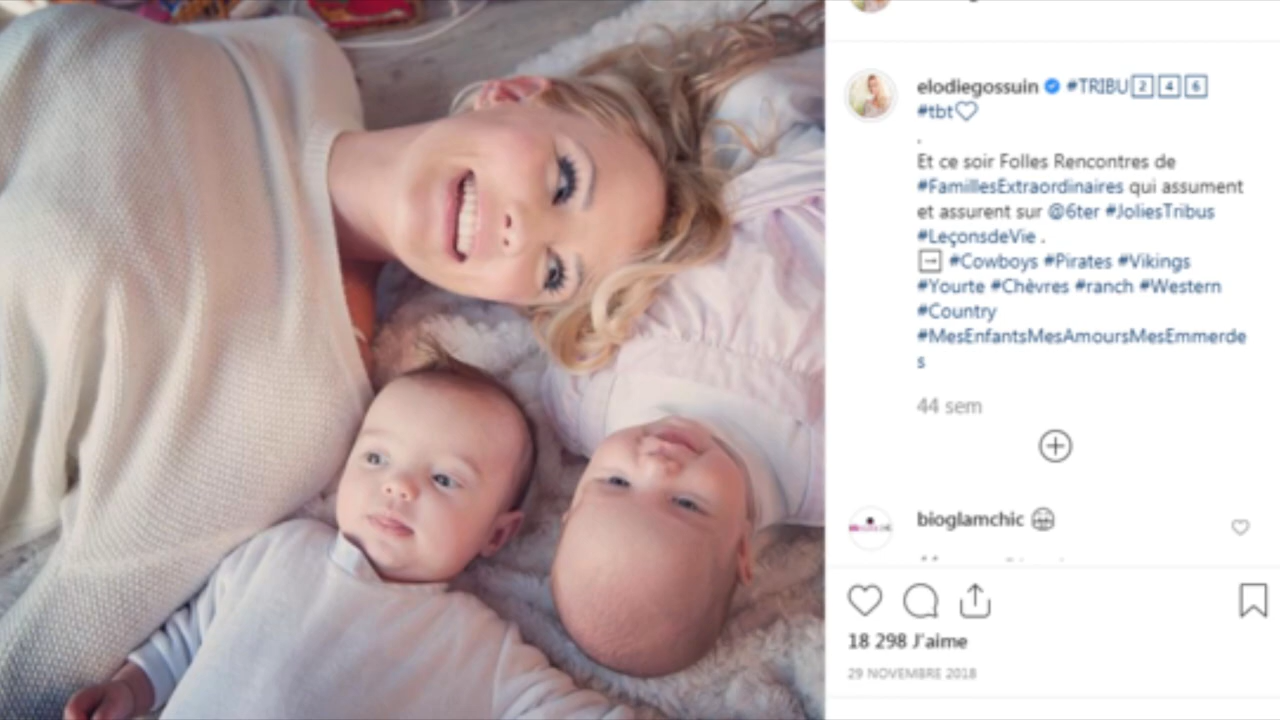 elodiegossuin #TRIBU 2 4 6
#tbt♡
.
Et ce soir Folles Rencontres de
#FamillesExtraordinaires qui assument
et assurent sur @6ter #JoliesTribus
#LeçonsdeVie .
→ #Cowboys #Pirates #Vikings
#Yourte #Chèvres #ranch #Western
#Country
#MesEnfantsMesAmoursMesEmmerde
s
44 sem
bioglamchic
18 298 J'aime
29 NOVEMBRE 2018